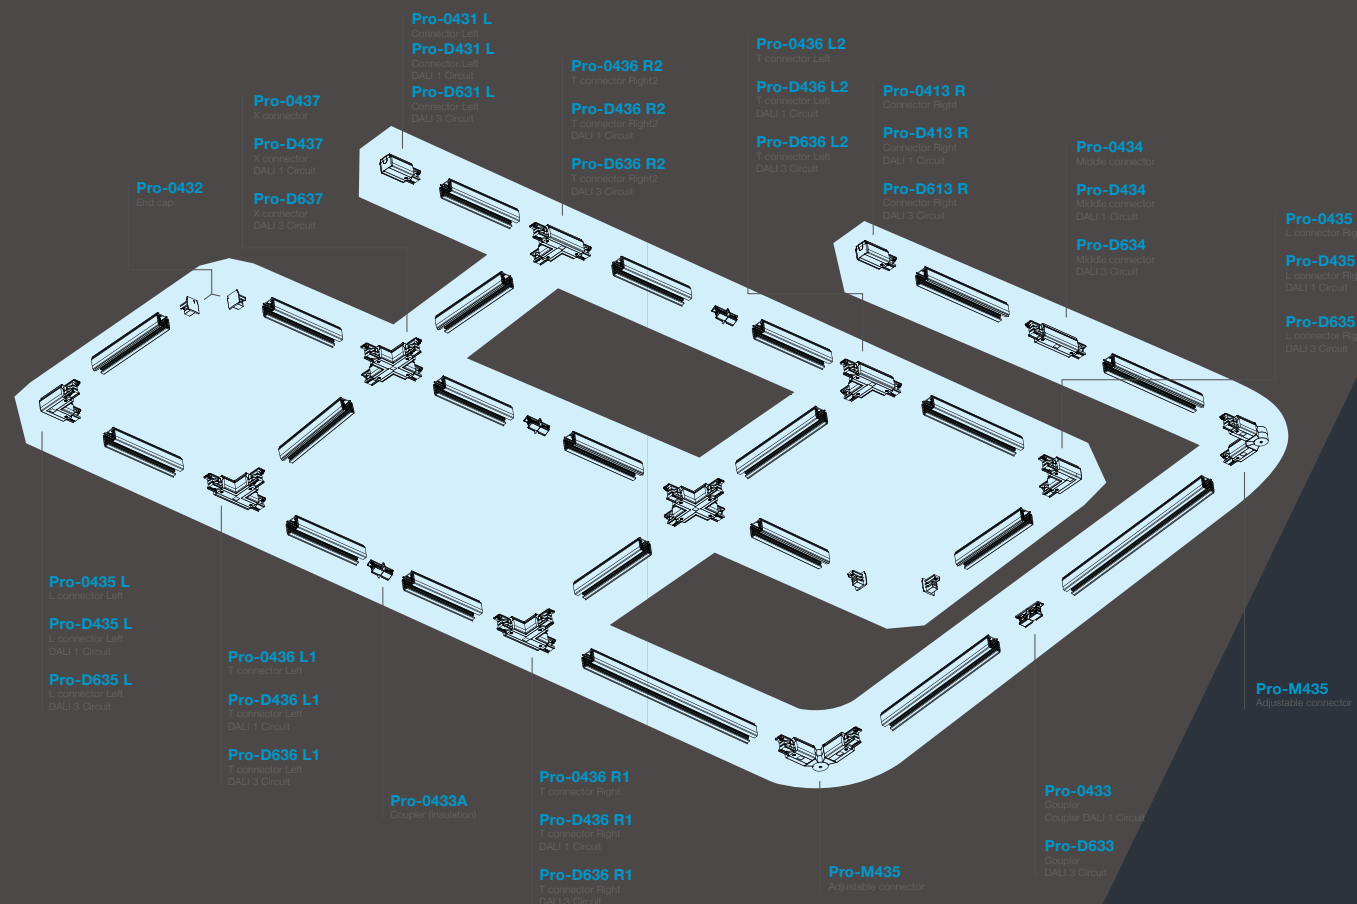 Pro-0431 L
Connector Left
Pro-D431 L
Connector Left
DALI 1 Circuit
Pro-D631 L
Connector Left
DALI 3 Circuit
Pro-0436 R2
T connector Right2
Pro-D436 R2
T connector Right2
DALI 1 Circuit
Pro-D636 R2
T connector Right2
DALI 3 Circuit
Pro-0436 L2
T connector Left
Pro-D436 L2
T connector Left
DALI 1 Circuit
Pro-D636 L2
T connector Left
DALI 3 Circuit
Pro-0413 R
Connector Right
Pro-D413 R
Connector Right
DALI 1 Circuit
Pro-D613 R
Connector Right
DALI 3 Circuit
Pro-0434
Middle connector
Pro-D434
Middle connector
DALI 1 Circuit
Pro-D634
Middle connector
DALI 3 Circuit
Pro-0435
L connector Rig
Pro-D435
L connector Rig
DALI 1 Circuit
Pro-D635
L connector Rig
DALI 3 Circuit
Pro-0437
X connector
Pro-D437
X connector
DALI 1 Circuit
Pro-D637
X connector
DALI 3 Circuit
Pro-0432
End cap
Pro-0435 L
L connector Left
Pro-D435 L
L connector Left
DALI 1 Circuit
Pro-D635 L
L connector Left
DALI 3 Circuit
Pro-0436 L1
T connector Left
Pro-D436 L1
T connector Left
DALI 1 Circuit
Pro-D636 L1
T connector Left
DALI 3 Circuit
Pro-0433A
Coupler (insulation)
Pro-0436 R1
T connector Right
Pro-D436 R1
T connector Right
DALI 1 Circuit
Pro-D636 R1
T connector Right
DALI 3 Circuit
Pro-M435
Adjustable connector
Pro-0433
Coupler
Coupler DALI 1 Circuit
Pro-D633
Coupler
DALI 3 Circuit
Pro-M435
Adjustable connector